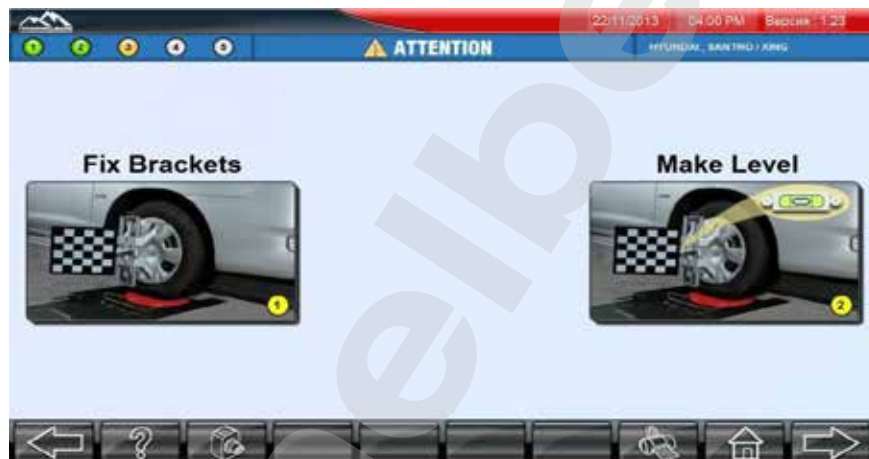 22/11/2013 04:00 PM Версия : 1.23
1 2 3 4 5 ATTENTION HYUNDAI, SANTRO / XING
Fix Brackets Make Level
1 2
?